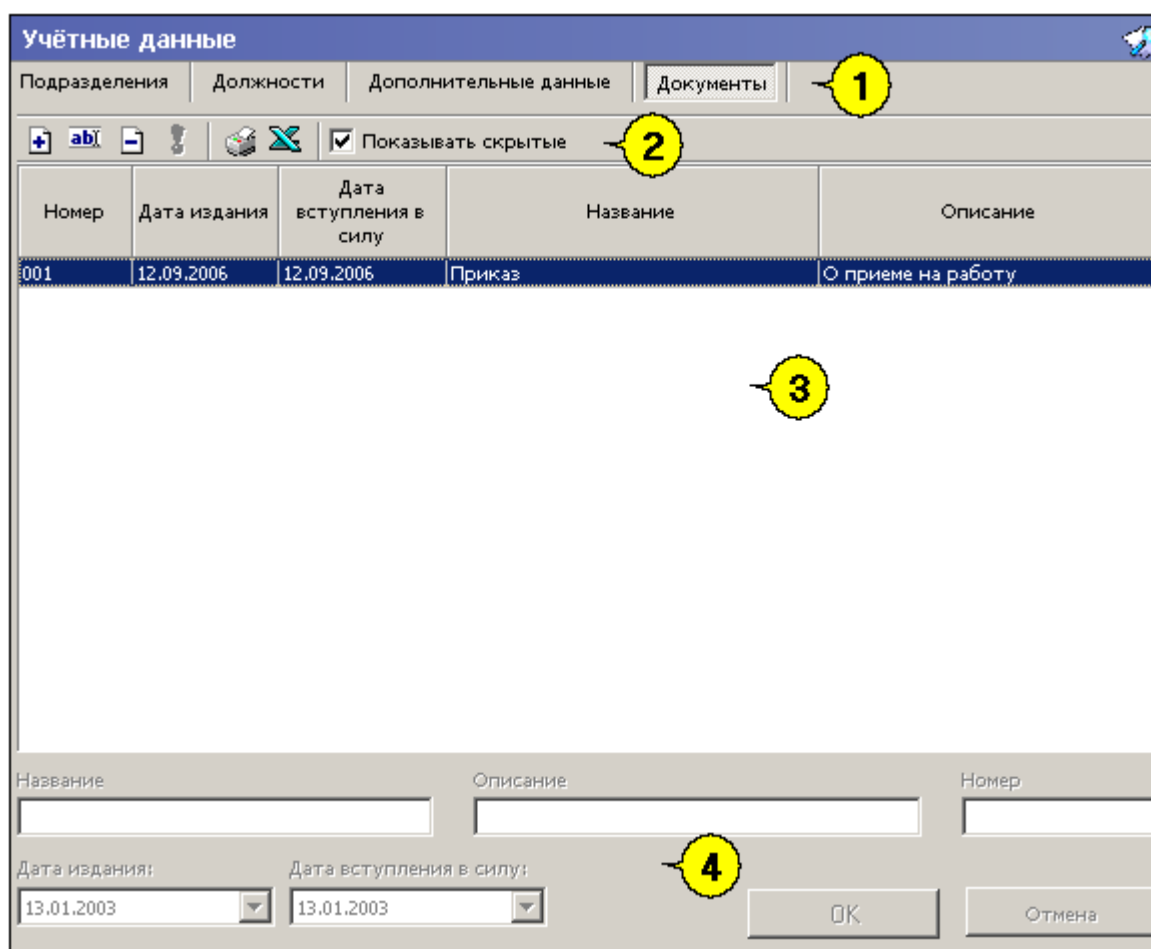 Учётные данные
Подразделения Должности Дополнительные данные Документы 1
abI Показывать скрытые 2
Номер Дата издания Дата вступления в силу Название Описание
001 12.09.2006 12.09.2006 Приказ О приеме на работу
3
Название Описание Номер
4
Дата издания: Дата вступления в силу:
13.01.2003 13.01.2003 OK Отмена